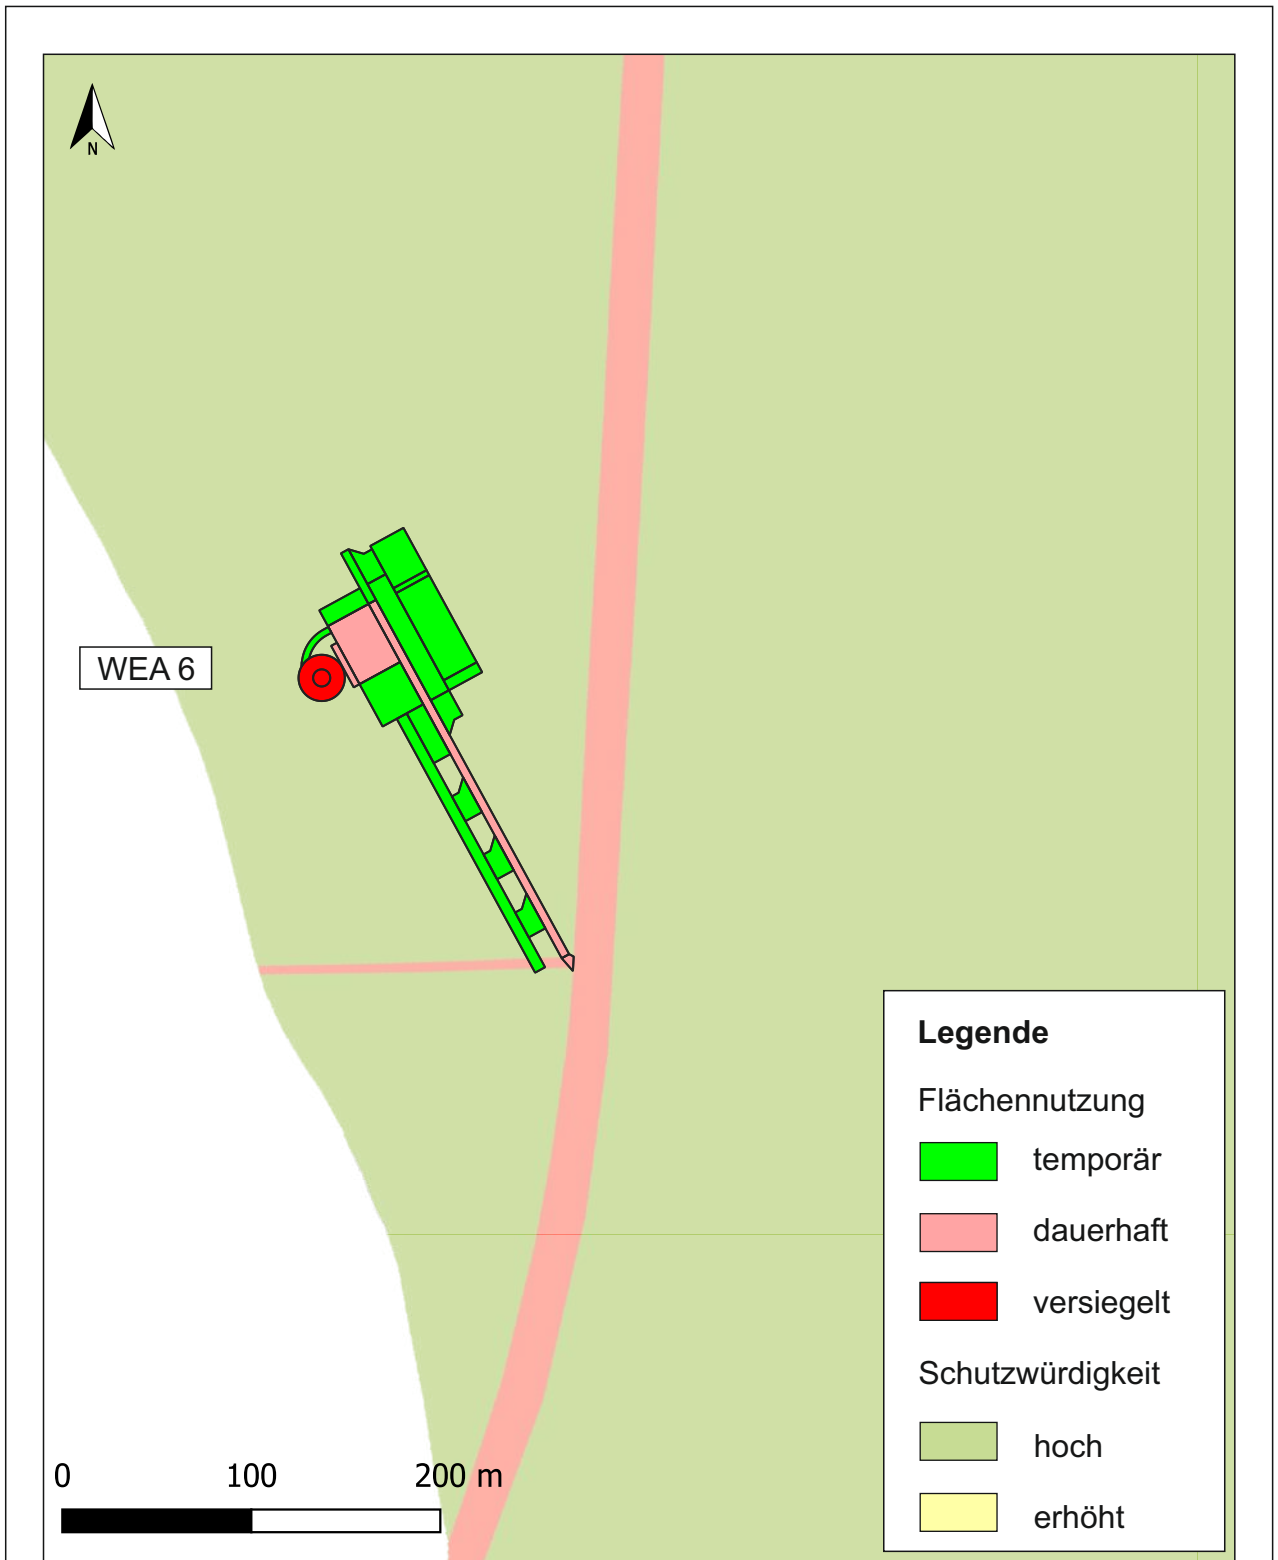 N
WEA 6
Legende
Flächennutzung
temporär
dauerhaft
versiegelt
Schutzwürdigkeit
hoch
erhöht
0 100 200 m